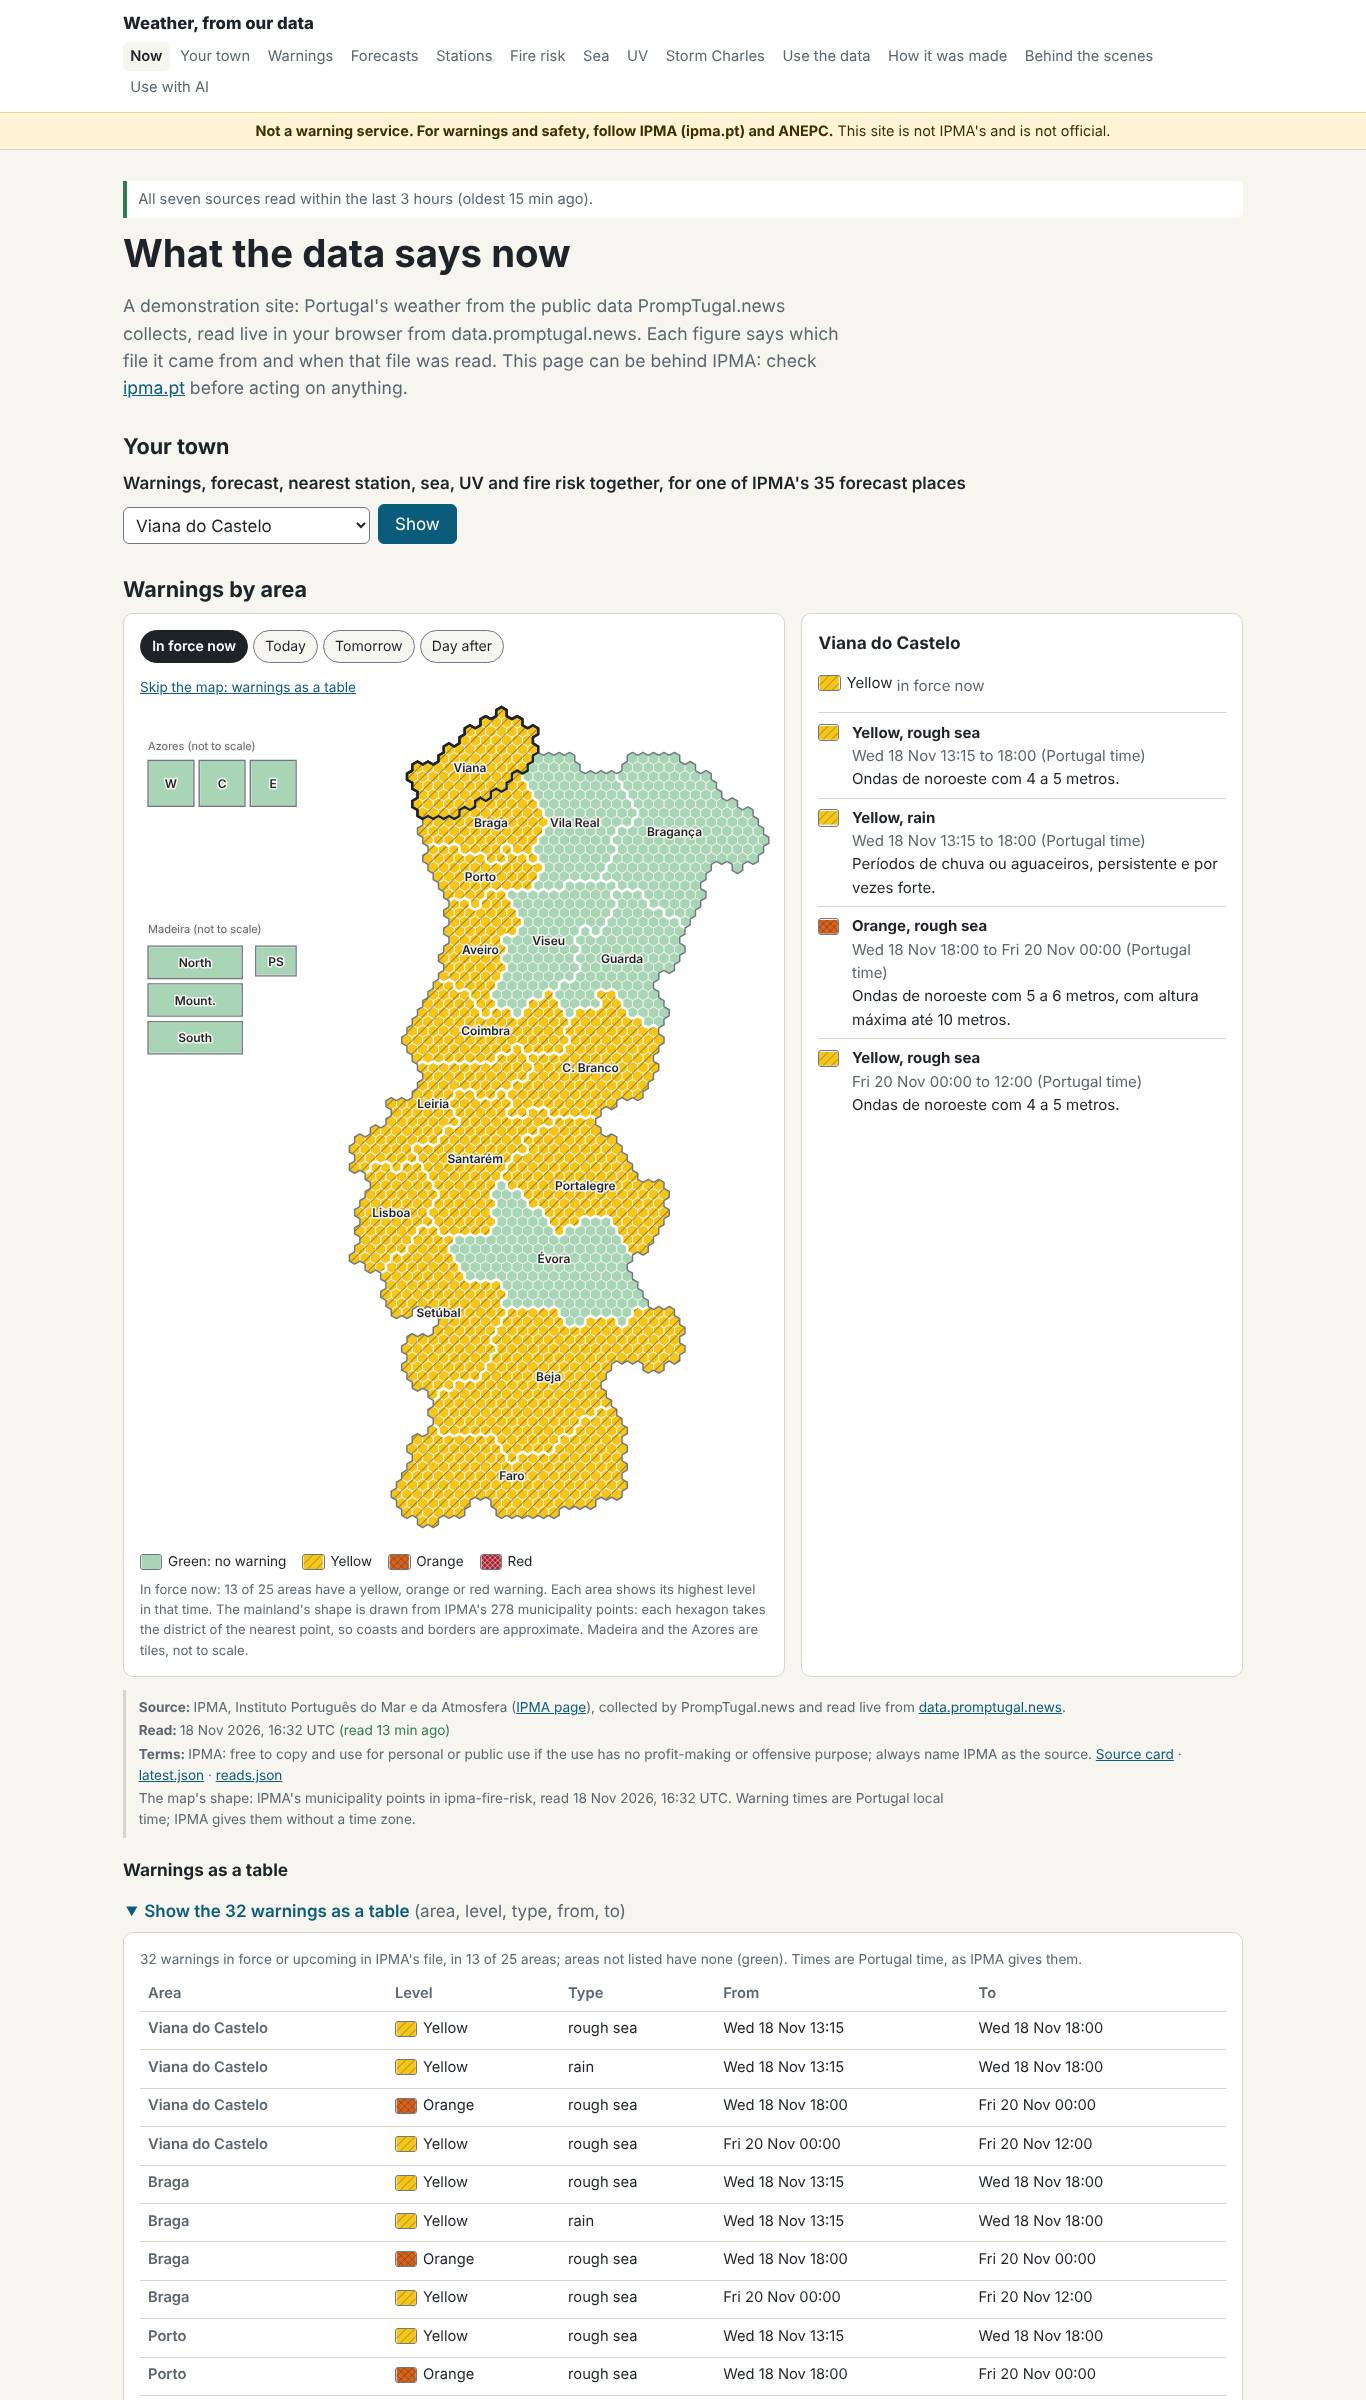 Weather, from our data
Now Your town Warnings Forecasts Stations Fire risk Sea UV Storm Charles Use the data How it was made Behind the scenes
Use with AI
Not a warning service. For warnings and safety, follow IPMA (ipma.pt) and ANEPC. This site is not IPMA's and is not official.
All seven sources read within the last 3 hours (oldest 15 min ago).
What the data says now
A demonstration site: Portugal's weather from the public data PrompTugal.news
collects, read live in your browser from data.promptugal.news. Each figure says which
file it came from and when that file was read. This page can be behind IPMA: check
ipma.pt before acting on anything.
Your town
Warnings, forecast, nearest station, sea, UV and fire risk together, for one of IPMA's 35 forecast places
Viana do Castelo Show
Warnings by area
In force now Today Tomorrow Day after
Skip the map: warnings as a table
Azores (not to scale)
W C E
Madeira (not to scale)
North PS
Mount.
South
Viana
Braga
Vila Real
Bragança
Porto
Aveiro
Viseu
Guarda
Coimbra
C. Branco
Leiria
Santarém
Portalegre
Lisboa
Évora
Setúbal
Beja
Faro
Green: no warning Yellow Orange Red
In force now: 13 of 25 areas have a yellow, orange or red warning. Each area shows its highest level
in that time. The mainland's shape is drawn from IPMA's 278 municipality points: each hexagon takes
the district of the nearest point, so coasts and borders are approximate. Madeira and the Azores are
tiles, not to scale.
Viana do Castelo
Yellow in force now
Yellow, rough sea
Wed 18 Nov 13:15 to 18:00 (Portugal time)
Ondas de noroeste com 4 a 5 metros.
Yellow, rain
Wed 18 Nov 13:15 to 18:00 (Portugal time)
Períodos de chuva ou aguaceiros, persistente e por
vezes forte.
Orange, rough sea
Wed 18 Nov 18:00 to Fri 20 Nov 00:00 (Portugal
time)
Ondas de noroeste com 5 a 6 metros, com altura
máxima até 10 metros.
Yellow, rough sea
Fri 20 Nov 00:00 to 12:00 (Portugal time)
Ondas de noroeste com 4 a 5 metros.
Source: IPMA, Instituto Português do Mar e da Atmosfera (IPMA page), collected by PrompTugal.news and read live from data.promptugal.news.
Read: 18 Nov 2026, 16:32 UTC (read 13 min ago)
Terms: IPMA: free to copy and use for personal or public use if the use has no profit-making or offensive purpose; always name IPMA as the source. Source card ·
latest.json · reads.json
The map's shape: IPMA's municipality points in ipma-fire-risk, read 18 Nov 2026, 16:32 UTC. Warning times are Portugal local
time; IPMA gives them without a time zone.
Warnings as a table
▼ Show the 32 warnings as a table (area, level, type, from, to)
32 warnings in force or upcoming in IPMA's file, in 13 of 25 areas; areas not listed have none (green). Times are Portugal time, as IPMA gives them.
Area Level Type From To
Viana do Castelo Yellow rough sea Wed 18 Nov 13:15 Wed 18 Nov 18:00
Viana do Castelo Yellow rain Wed 18 Nov 13:15 Wed 18 Nov 18:00
Viana do Castelo Orange rough sea Wed 18 Nov 18:00 Fri 20 Nov 00:00
Viana do Castelo Yellow rough sea Fri 20 Nov 00:00 Fri 20 Nov 12:00
Braga Yellow rough sea Wed 18 Nov 13:15 Wed 18 Nov 18:00
Braga Yellow rain Wed 18 Nov 13:15 Wed 18 Nov 18:00
Braga Orange rough sea Wed 18 Nov 18:00 Fri 20 Nov 00:00
Braga Yellow rough sea Fri 20 Nov 00:00 Fri 20 Nov 12:00
Porto Yellow rough sea Wed 18 Nov 13:15 Wed 18 Nov 18:00
Porto Orange rough sea Wed 18 Nov 18:00 Fri 20 Nov 00:00